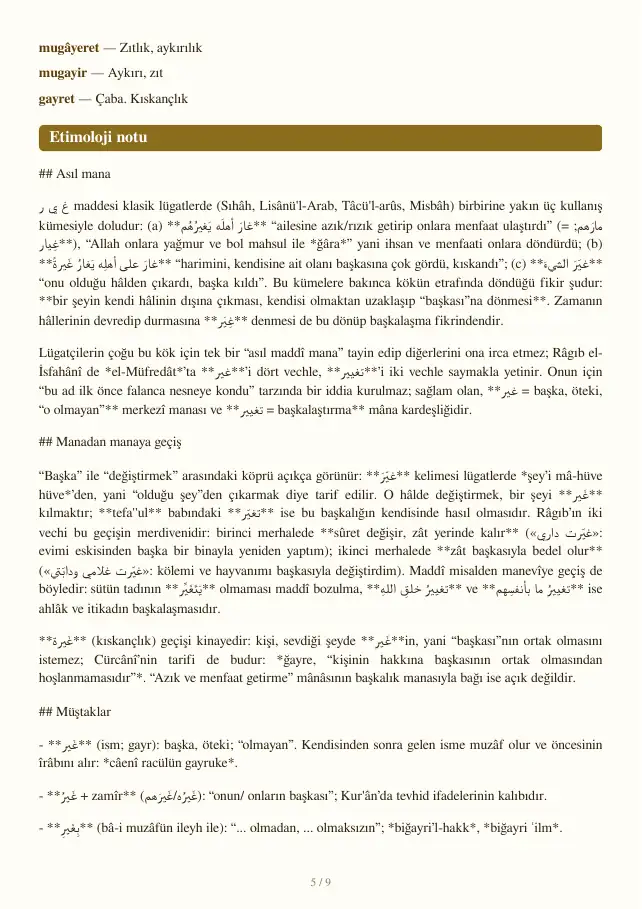 mugâyeret — Zıtlık, aykırılık
mugayir — Aykırı, zıt
gayret — Çaba. Kıskançlık
Etimoloji notu
## Asıl mana
غ ي ر maddesi klasik lügatlerde (Sıhâh, Lisânü'l-Arab, Tâcü'l-arûs, Misbâh) birbirine yakın üç kullanış
kümesiyle doludur: (a) **غارَ أهلَه يَغيرُهُم** “ailesine azık/rızık getirip onlara menfaat ulaştırdı” (= مارَهم;
غِيار**), “Allah onlara yağmur ve bol mahsul ile *ğâra*” yani ihsan ve menfaati onlara döndürdü; (b)
**غارَ على أهلِه يَغارُ غَيرةً** “harimini, kendisine ait olanı başkasına çok gördü, kıskandı”; (c) **غيّرَ الشيءَ**
“onu olduğu hâlden çıkardı, başka kıldı”. Bu kümelere bakınca kökün etrafında döndüğü fikir şudur:
**bir şeyin kendi hâlinin dışına çıkması, kendisi olmaktan uzaklaşıp “başkası”na dönmesi**. Zamanın
hâllerinin devredip durmasına **غِيَر** denmesi de bu dönüp başkalaşma fikrindendir.
Lügatçilerin çoğu bu kök için tek bir “asıl maddî mana” tayin edip diğerlerini ona irca etmez; Râgıb el-
İsfahânî de *el-Müfredât*’ta **غير**’i dört vechle, **تغيير**’i iki vechle saymakla yetinir. Onun için
“bu ad ilk önce falanca nesneye kondu” tarzında bir iddia kurulmaz; sağlam olan, **غير = başka, öteki,
“o olmayan”** merkezî manası ve **تغيير = başkalaştırma** mâna kardeşliğidir.
## Manadan manaya geçiş
“Başka” ile “değiştirmek” arasındaki köprü açıkça görünür: **غيّرَ** kelimesi lügatlerde *şey’i mâ-hüve
hüve*’den, yani “olduğu şey”den çıkarmak diye tarif edilir. O hâlde değiştirmek, bir şeyi **غَير**
kılmaktır; **tefa‘‘ul** babındaki **تغيّر** ise bu başkalığın kendisinde hasıl olmasıdır. Râgıb’ın iki
vechi bu geçişin merdivenidir: birinci merhalede **sûret değişir, zât yerinde kalır** («غيّرت داري»:
evimi eskisinden başka bir binayla yeniden yaptım); ikinci merhalede **zât başkasıyla bedel olur**
(«غيّرت غلامي ودابّتي»: kölemi ve hayvanımı başkasıyla değiştirdim). Maddî misalden manevîye geçiş de
böyledir: sütün tadının **يَتَغَيَّر** olmaması maddî bozulma, **تغييرُ خلقِ اللهِ** ve **تغييرُ ما بأنفسِهم** ise
ahlâk ve itikadın başkalaşmasıdır.
**غَيرة** (kıskançlık) geçişi kinayedir: kişi, sevdiği şeyde **غَير**in, yani “başkası”nın ortak olmasını
istemez; Cürcânî’nin tarifi de budur: *ğayre, “kişinin hakkına başkasının ortak olmasından
hoşlanmamasıdır”*. “Azık ve menfaat getirme” mânâsının başkalık manasıyla bağı ise açık değildir.
## Müştaklar
- **غَير** (ism; gayr): başka, öteki; “olmayan”. Kendisinden sonra gelen isme muzâf olur ve öncesinin
îrâbını alır: *câenî racülün gayruke*.
- **غَيرُ + zamîr** (غَيرُه/غَيرَهم): “onun/ onların başkası”; Kur'ân’da tevhid ifadelerinin kalıbıdır.
- **بِغَيرِ** (bâ-i muzâfün ileyh ile): “... olmadan, ... olmaksızın”; *biğayri’l-hakk*, *biğayri ʿilm*.
5 / 9